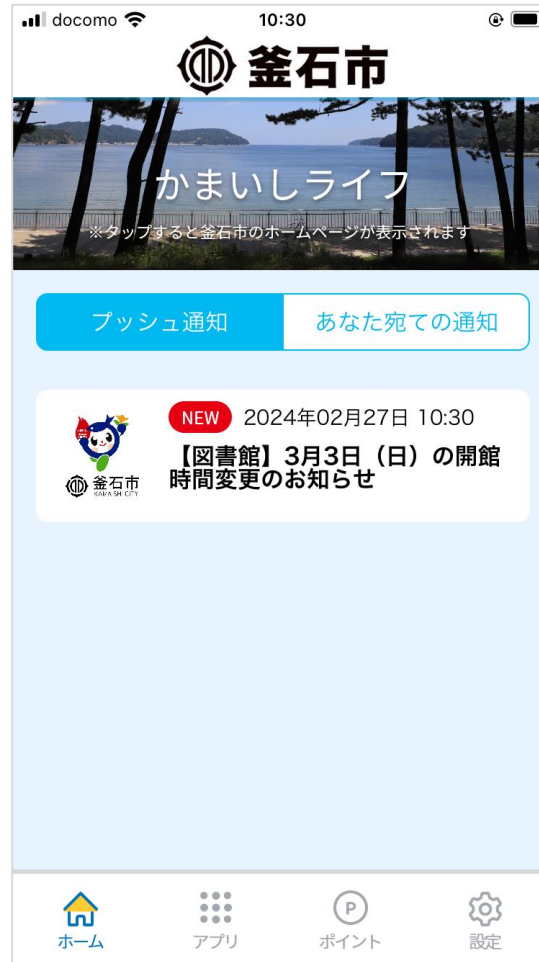 docomo 10:30
釜石市
かまいしライフ
※タップすると釜石市のホームページが表示されます
プッシュ通知 あなた宛ての通知
NEW 2024年02月27日 10:30
【図書館】3月3日（日）の開館
時間変更のお知らせ
釜石市
KAMAISHI CITY
ホーム アプリ ポイント 設定
P